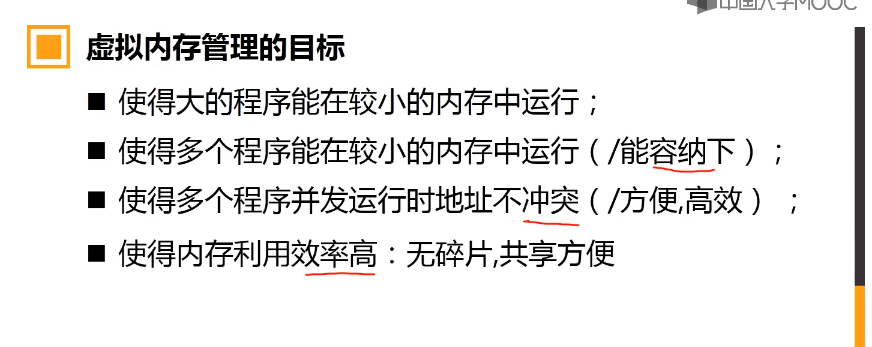 中国大学MOOC
虚拟内存管理的目标
使得大的程序能在较小的内存中运行；
使得多个程序能在较小的内存中运行（/能容纳下）；
使得多个程序并发运行时地址不冲突（/方便,高效）；
使得内存利用效率高：无碎片,共享方便